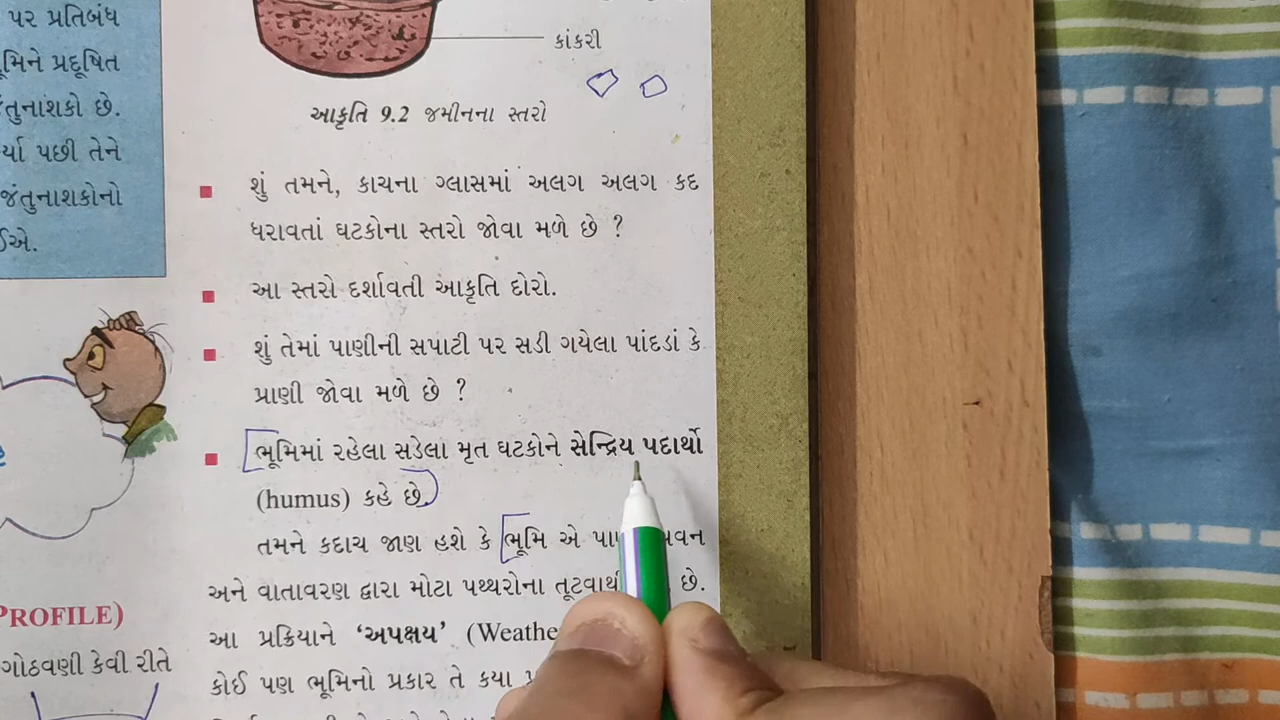 પર પ્રતિબંધ
મિને પ્રદૂષિત
તુનાશકો છે.
ર્યા પછી તેને
જંતુનાશકોનો
કાંકરી
આકૃતિ 9.2 જમીનના સ્તરો
શું તમને, કાચના ગ્લાસમાં અલગ અલગ કદ
ધરાવતાં ઘટકોના સ્તરો જોવા મળે છે ?
આ સ્તરો દર્શાવતી આકૃતિ દોરો.
શું તેમાં પાણીની સપાટી પર સડી ગયેલા પાંદડાં કે
પ્રાણી જોવા મળે છે ?
ભૂમિમાં રહેલા સડેલા મૃત ઘટકોને સેન્દ્રિય પદાર્થો
(humus) કહે છે.
તમને કદાચ જાણ હશે કે ભૂમિ એ
અને વાતાવરણ દ્વારા મોટા પથ્થરોના છે.
આ પ્રક્રિયાને ‘અપક્ષય’ (Weathe
કોઈ પણ ભૂમિનો પ્રકાર તે કયા
PROFILE)
ગોઠવણી કેવી રીતે